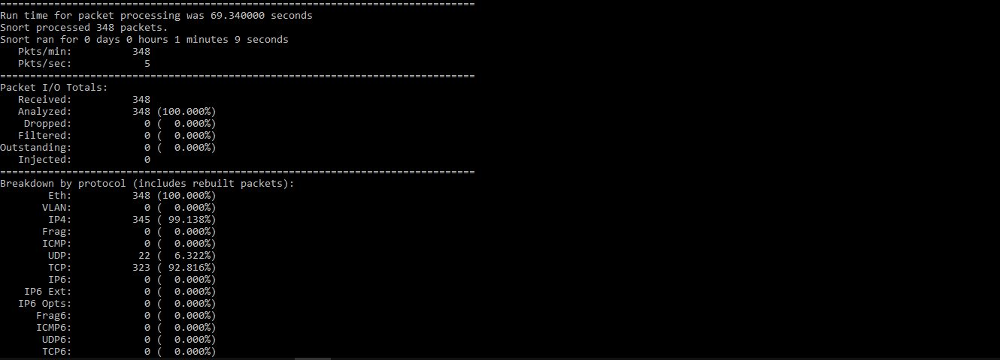 ===============================================================================
Run time for packet processing was 69.340000 seconds
Snort processed 348 packets.
Snort ran for 0 days 0 hours 1 minutes 9 seconds
   Pkts/min:          348
   Pkts/sec:            5
===============================================================================
Packet I/O Totals:
   Received:          348
   Analyzed:          348 (100.000%)
    Dropped:            0 (  0.000%)
   Filtered:            0 (  0.000%)
Outstanding:            0 (  0.000%)
   Injected:            0
===============================================================================
Breakdown by protocol (includes rebuilt packets):
        Eth:          348 (100.000%)
       VLAN:            0 (  0.000%)
        IP4:          345 ( 99.138%)
       Frag:            0 (  0.000%)
       ICMP:            0 (  0.000%)
        UDP:           22 (  6.322%)
        TCP:          323 ( 92.816%)
        IP6:            0 (  0.000%)
    IP6 Ext:            0 (  0.000%)
   IP6 Opts:            0 (  0.000%)
      Frag6:            0 (  0.000%)
      ICMP6:            0 (  0.000%)
       UDP6:            0 (  0.000%)
       TCP6:            0 (  0.000%)